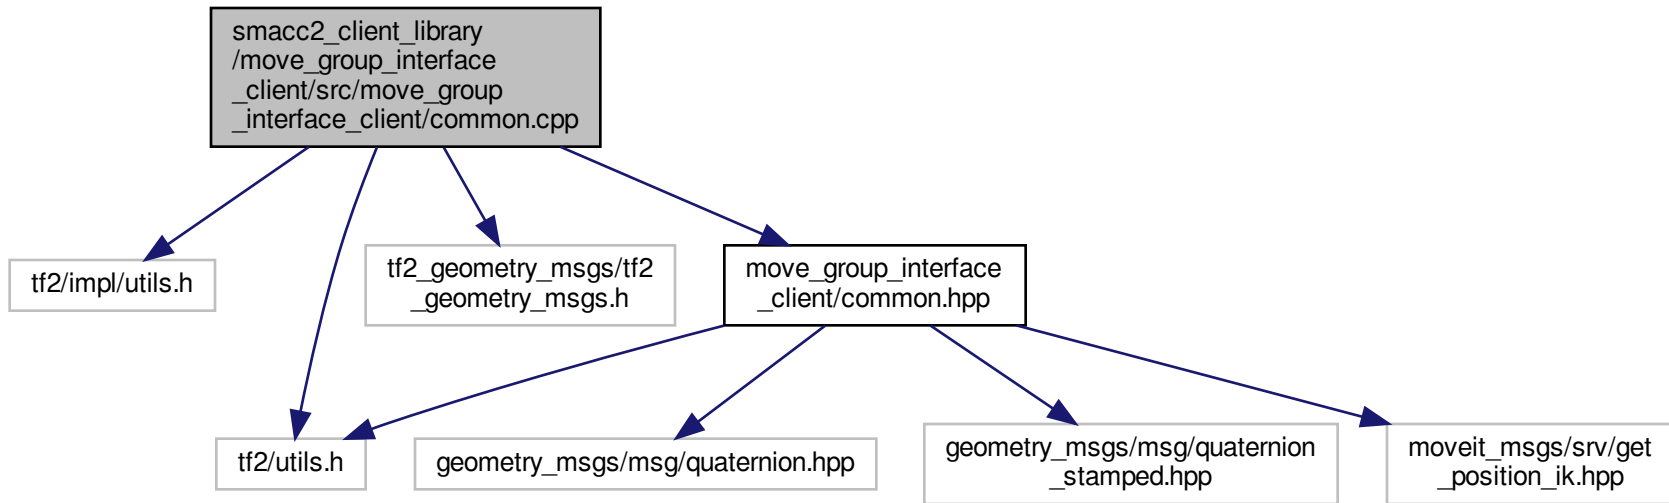 smacc2_client_library
/move_group_interface
_client/src/move_group
_interface_client/common.cpp
tf2/impl/utils.h
tf2_geometry_msgs/tf2
_geometry_msgs.h
move_group_interface
_client/common.hpp
tf2/utils.h
geometry_msgs/msg/quaternion.hpp
geometry_msgs/msg/quaternion
_stamped.hpp
moveit_msgs/srv/get
_position_ik.hpp